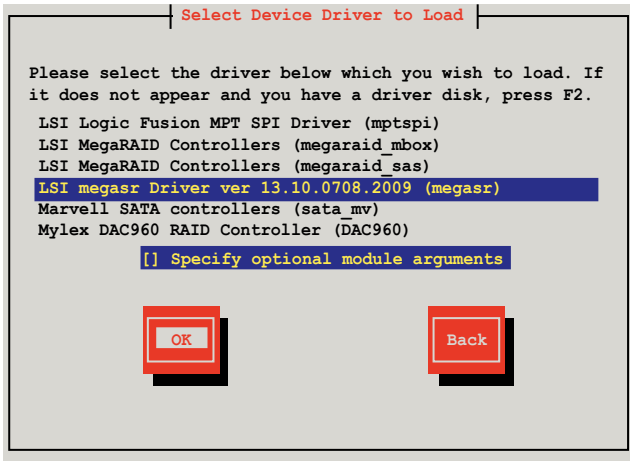 Select Device Driver to Load
Please select the driver below which you wish to load. If
it does not appear and you have a driver disk, press F2.
LSI Logic Fusion MPT SPI Driver (mptspi)
LSI MegaRAID Controllers (megaraid_mbox)
LSI MegaRAID Controllers (megaraid_sas)
LSI megasr Driver ver 13.10.0708.2009 (megasr)
Marvell SATA controllers (sata_mv)
Mylex DAC960 RAID Controller (DAC960)
[] Specify optional module arguments
OK
Back